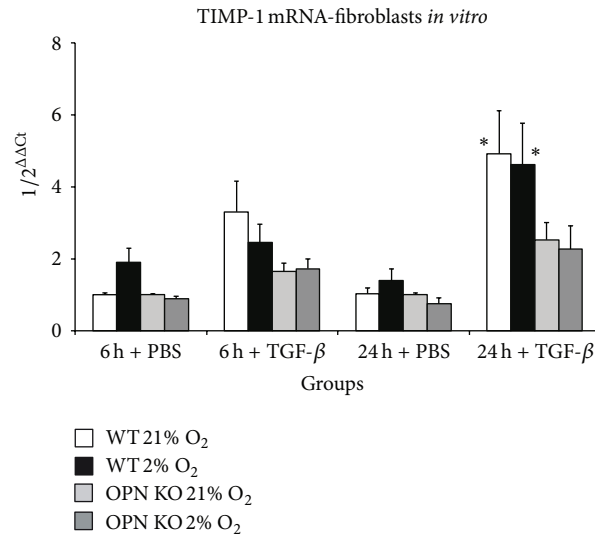 TIMP-1 mRNA-fibroblasts in vitro
8
6
4
2
0
1/2^ΔΔCt
* *
6 h + PBS 6 h + TGF-β 24 h + PBS 24 h + TGF-β
Groups
WT 21% O₂
WT 2% O₂
OPN KO 21% O₂
OPN KO 2% O₂